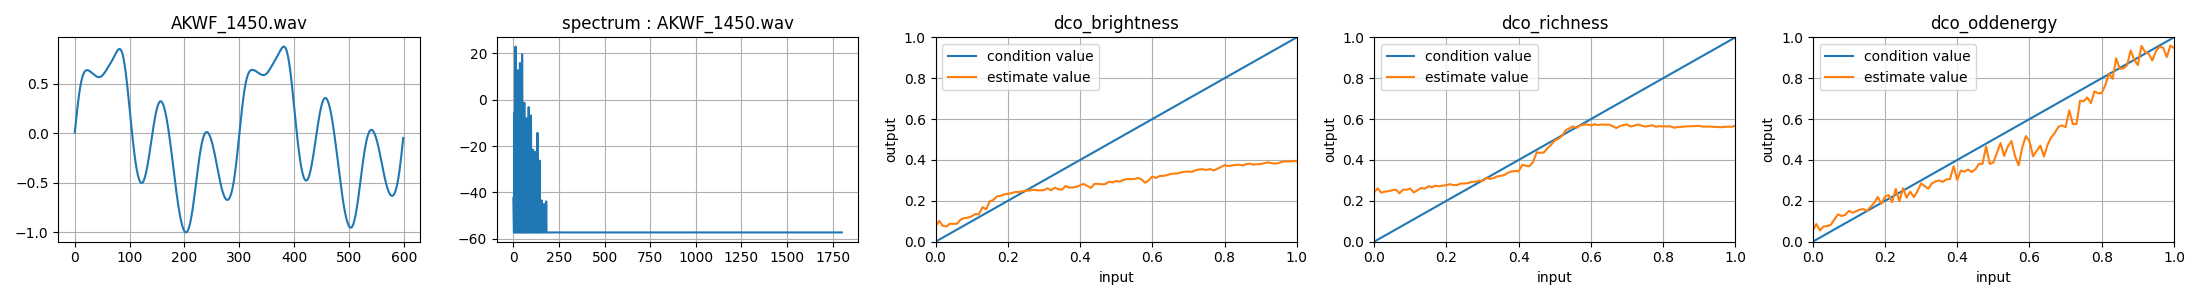 AKWF_1450.wav
0.5
0.0
−0.5
−1.0
0 100 200 300 400 500 600
spectrum : AKWF_1450.wav
20
0
−20
−40
−60
0 250 500 750 1000 1250 1500 1750
dco_brightness
condition value
estimate value
output
1.0
0.8
0.6
0.4
0.2
0.0
0.0 0.2 0.4 0.6 0.8 1.0
input
dco_richness
condition value
estimate value
output
1.0
0.8
0.6
0.4
0.2
0.0
0.0 0.2 0.4 0.6 0.8 1.0
input
dco_oddenergy
condition value
estimate value
output
1.0
0.8
0.6
0.4
0.2
0.0
0.0 0.2 0.4 0.6 0.8 1.0
input